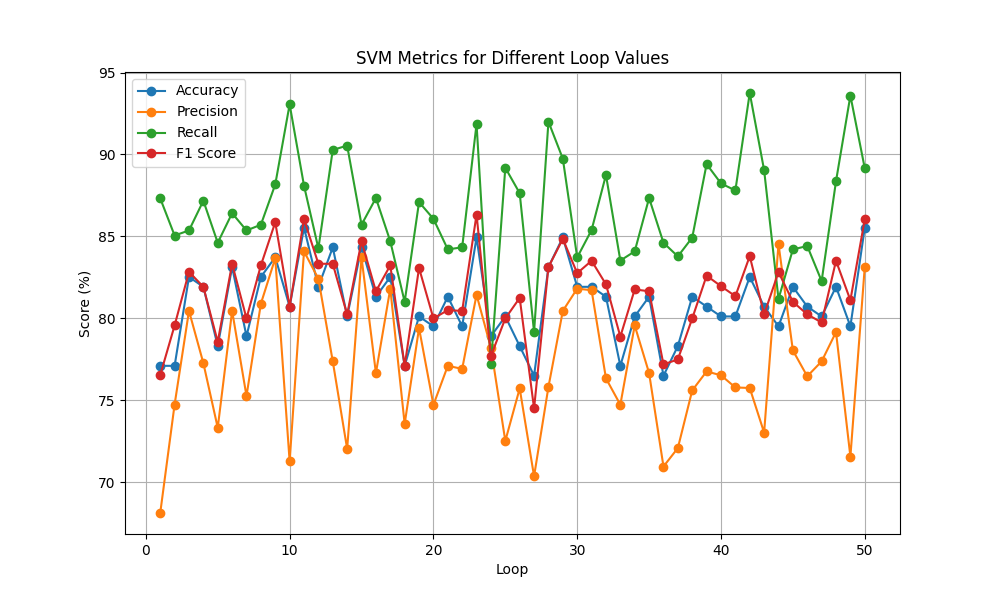 SVM Metrics for Different Loop Values
Accuracy
Precision
Recall
F1 Score
Score (%)
95
90
85
80
75
70
0 10 20 30 40 50
Loop